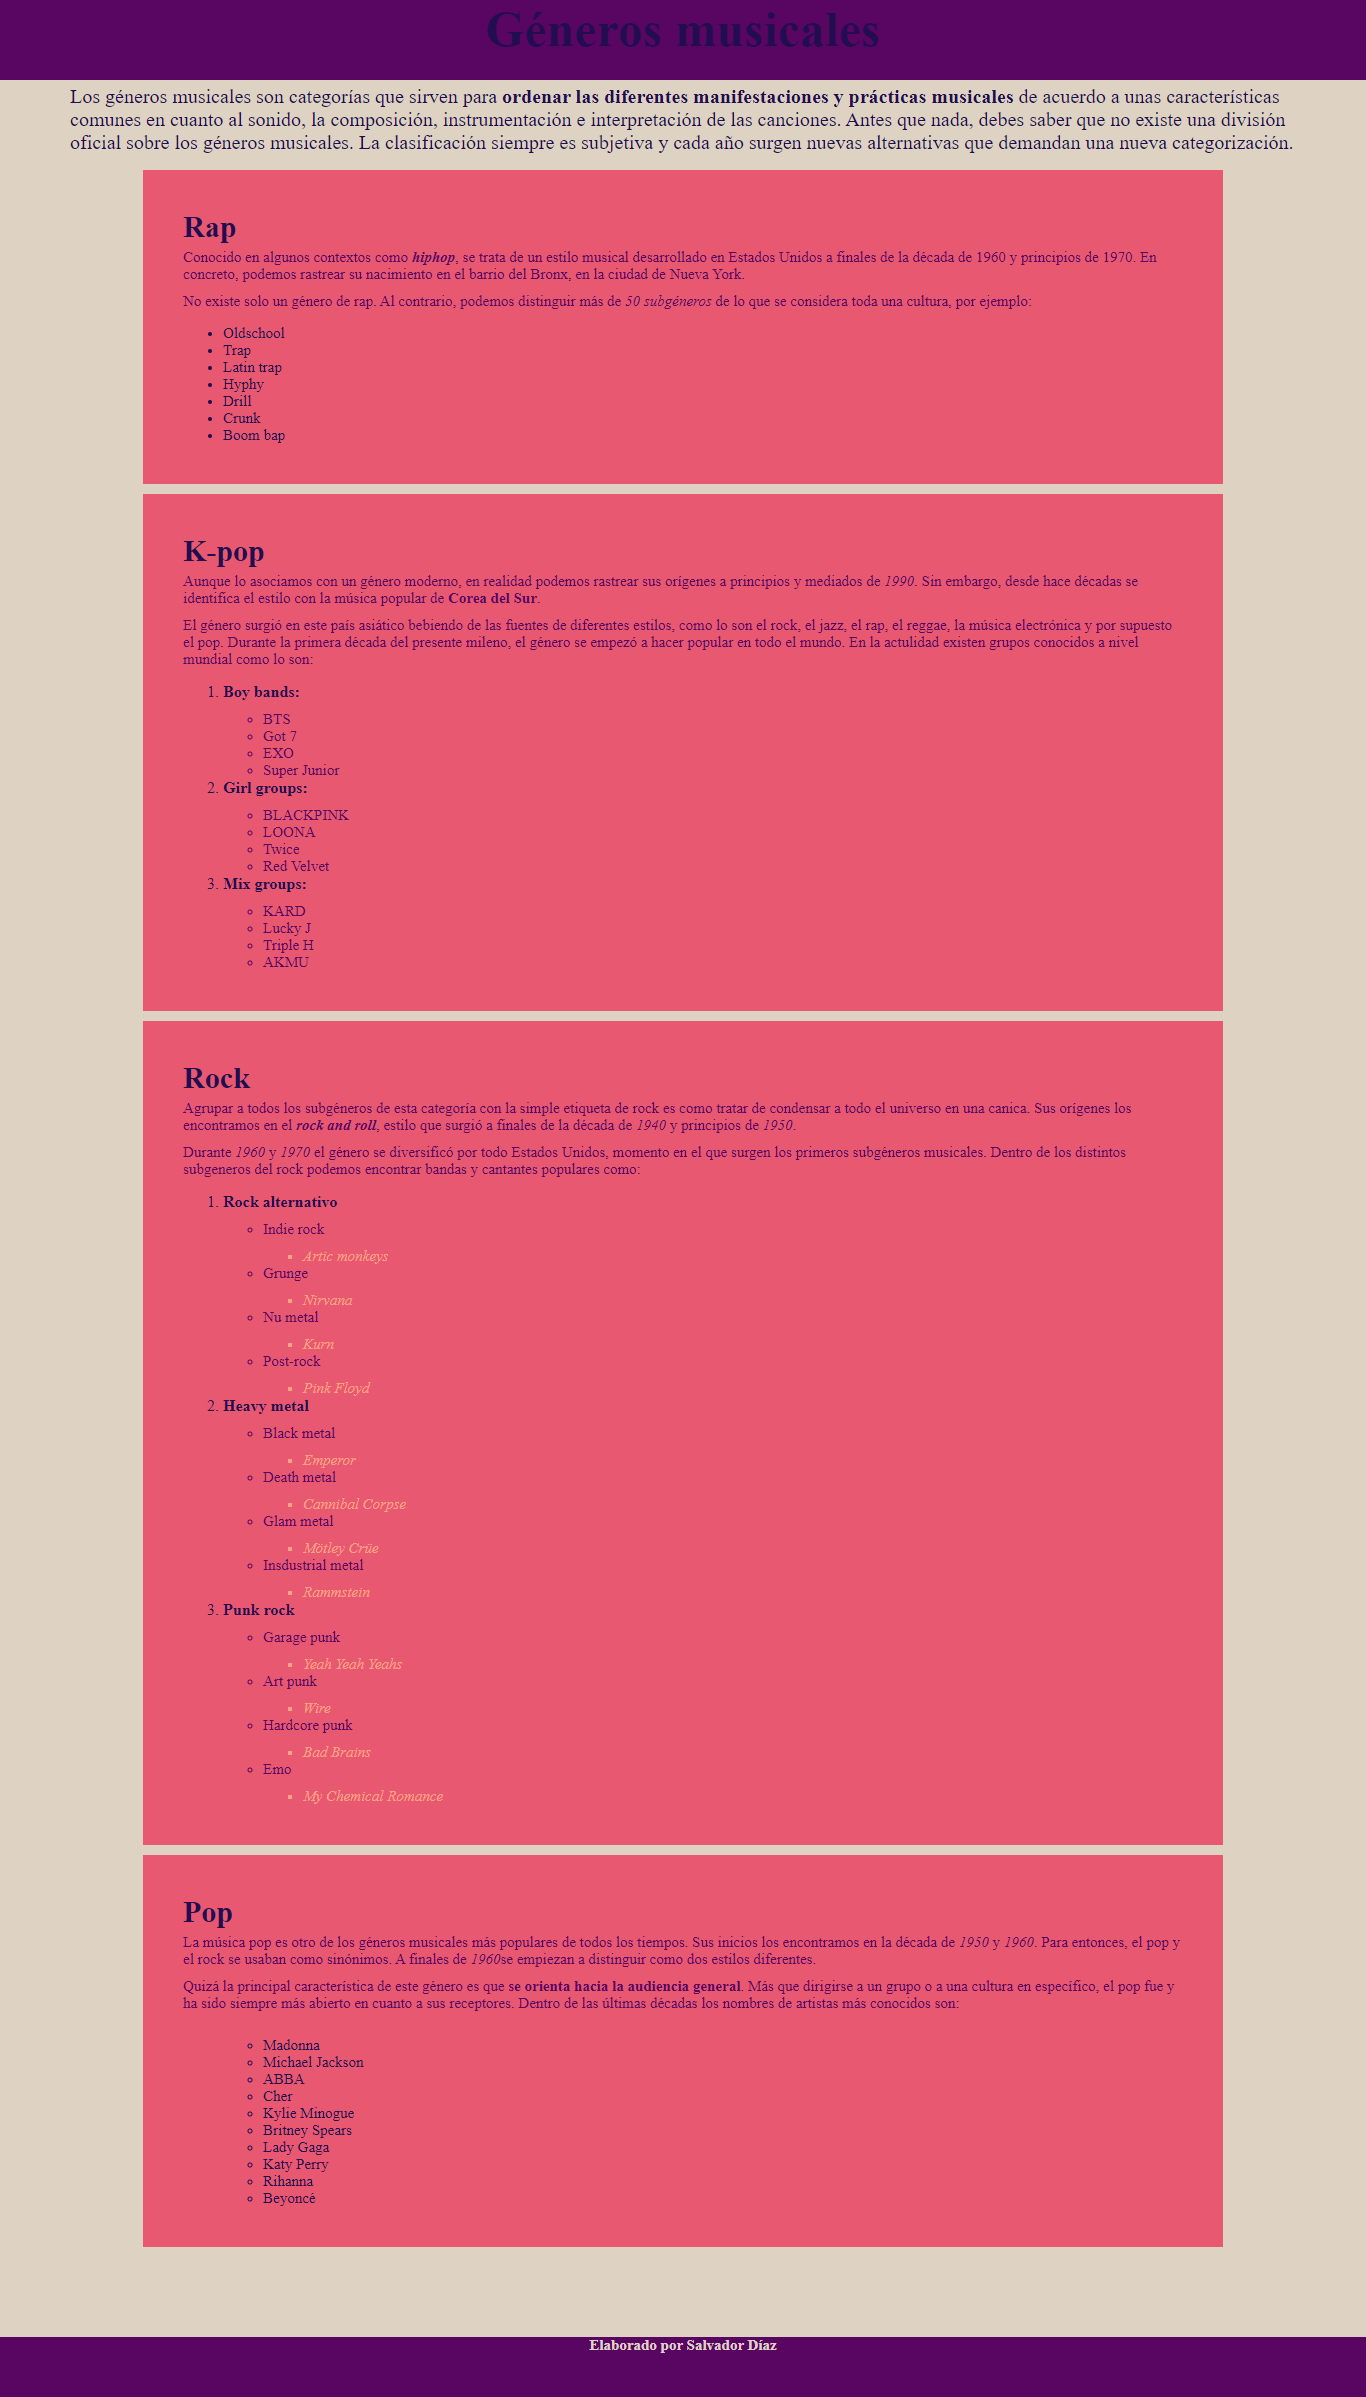 Géneros musicales
Los géneros musicales son categorías que sirven para ordenar las diferentes manifestaciones y prácticas musicales de acuerdo a unas características
comunes en cuanto al sonido, la composición, instrumentación e interpretación de las canciones. Antes que nada, debes saber que no existe una división
oficial sobre los géneros musicales. La clasificación siempre es subjetiva y cada año surgen nuevas alternativas que demandan una nueva categorización.
Rap
Conocido en algunos contextos como hiphop, se trata de un estilo musical desarrollado en Estados Unidos a finales de la década de 1960 y principios de 1970. En
concreto, podemos rastrear su nacimiento en el barrio del Bronx, en la ciudad de Nueva York.
No existe solo un género de rap. Al contrario, podemos distinguir más de 50 subgéneros de lo que se considera toda una cultura, por ejemplo:
• Oldschool
• Trap
• Latin trap
• Hyphy
• Drill
• Crunk
• Boom bap
K-pop
Aunque lo asociamos con un género moderno, en realidad podemos rastrear sus orígenes a principios y mediados de 1990. Sin embargo, desde hace décadas se
identifica el estilo con la música popular de Corea del Sur.
El género surgió en este país asiático bebiendo de las fuentes de diferentes estilos, como lo son el rock, el jazz, el rap, el reggae, la música electrónica y por supuesto
el pop. Durante la primera década del presente mileno, el género se empezó a hacer popular en todo el mundo. En la actulidad existen grupos conocidos a nivel
mundial como lo son:
1. Boy bands:
◦ BTS
◦ Got 7
◦ EXO
◦ Super Junior
2. Girl groups:
◦ BLACKPINK
◦ LOONA
◦ Twice
◦ Red Velvet
3. Mix groups:
◦ KARD
◦ Lucky J
◦ Triple H
◦ AKMU
Rock
Agrupar a todos los subgéneros de esta categoría con la simple etiqueta de rock es como tratar de condensar a todo el universo en una canica. Sus orígenes los
encontramos en el rock and roll, estilo que surgió a finales de la década de 1940 y principios de 1950.
Durante 1960 y 1970 el género se diversificó por todo Estados Unidos, momento en el que surgen los primeros subgéneros musicales. Dentro de los distintos
subgeneros del rock podemos encontrar bandas y cantantes populares como:
1. Rock alternativo
◦ Indie rock
▪ Artic monkeys
◦ Grunge
▪ Nirvana
◦ Nu metal
▪ Kurn
◦ Post-rock
▪ Pink Floyd
2. Heavy metal
◦ Black metal
▪ Emperor
◦ Death metal
▪ Cannibal Corpse
◦ Glam metal
▪ Mötley Crüe
◦ Insdustrial metal
▪ Rammstein
3. Punk rock
◦ Garage punk
▪ Yeah Yeah Yeahs
◦ Art punk
▪ Wire
◦ Hardcore punk
▪ Bad Brains
◦ Emo
▪ My Chemical Romance
Pop
La música pop es otro de los géneros musicales más populares de todos los tiempos. Sus inicios los encontramos en la década de 1950 y 1960. Para entonces, el pop y
el rock se usaban como sinónimos. A finales de 1960se empiezan a distinguir como dos estilos diferentes.
Quizá la principal característica de este género es que se orienta hacia la audiencia general. Más que dirigirse a un grupo o a una cultura en específico, el pop fue y
ha sido siempre más abierto en cuanto a sus receptores. Dentro de las últimas décadas los nombres de artistas más conocidos son:
◦ Madonna
◦ Michael Jackson
◦ ABBA
◦ Cher
◦ Kylie Minogue
◦ Britney Spears
◦ Lady Gaga
◦ Katy Perry
◦ Rihanna
◦ Beyoncé
Elaborado por Salvador Díaz